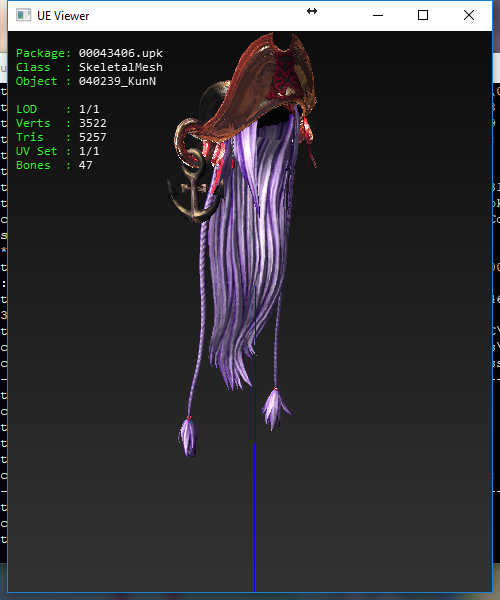 UE Viewer
Package: 00043406.upk
Class : SkeletalMesh
Object : 040239_KunN
LOD : 1/1
Verts : 3522
Tris : 5257
UV Set : 1/1
Bones : 47